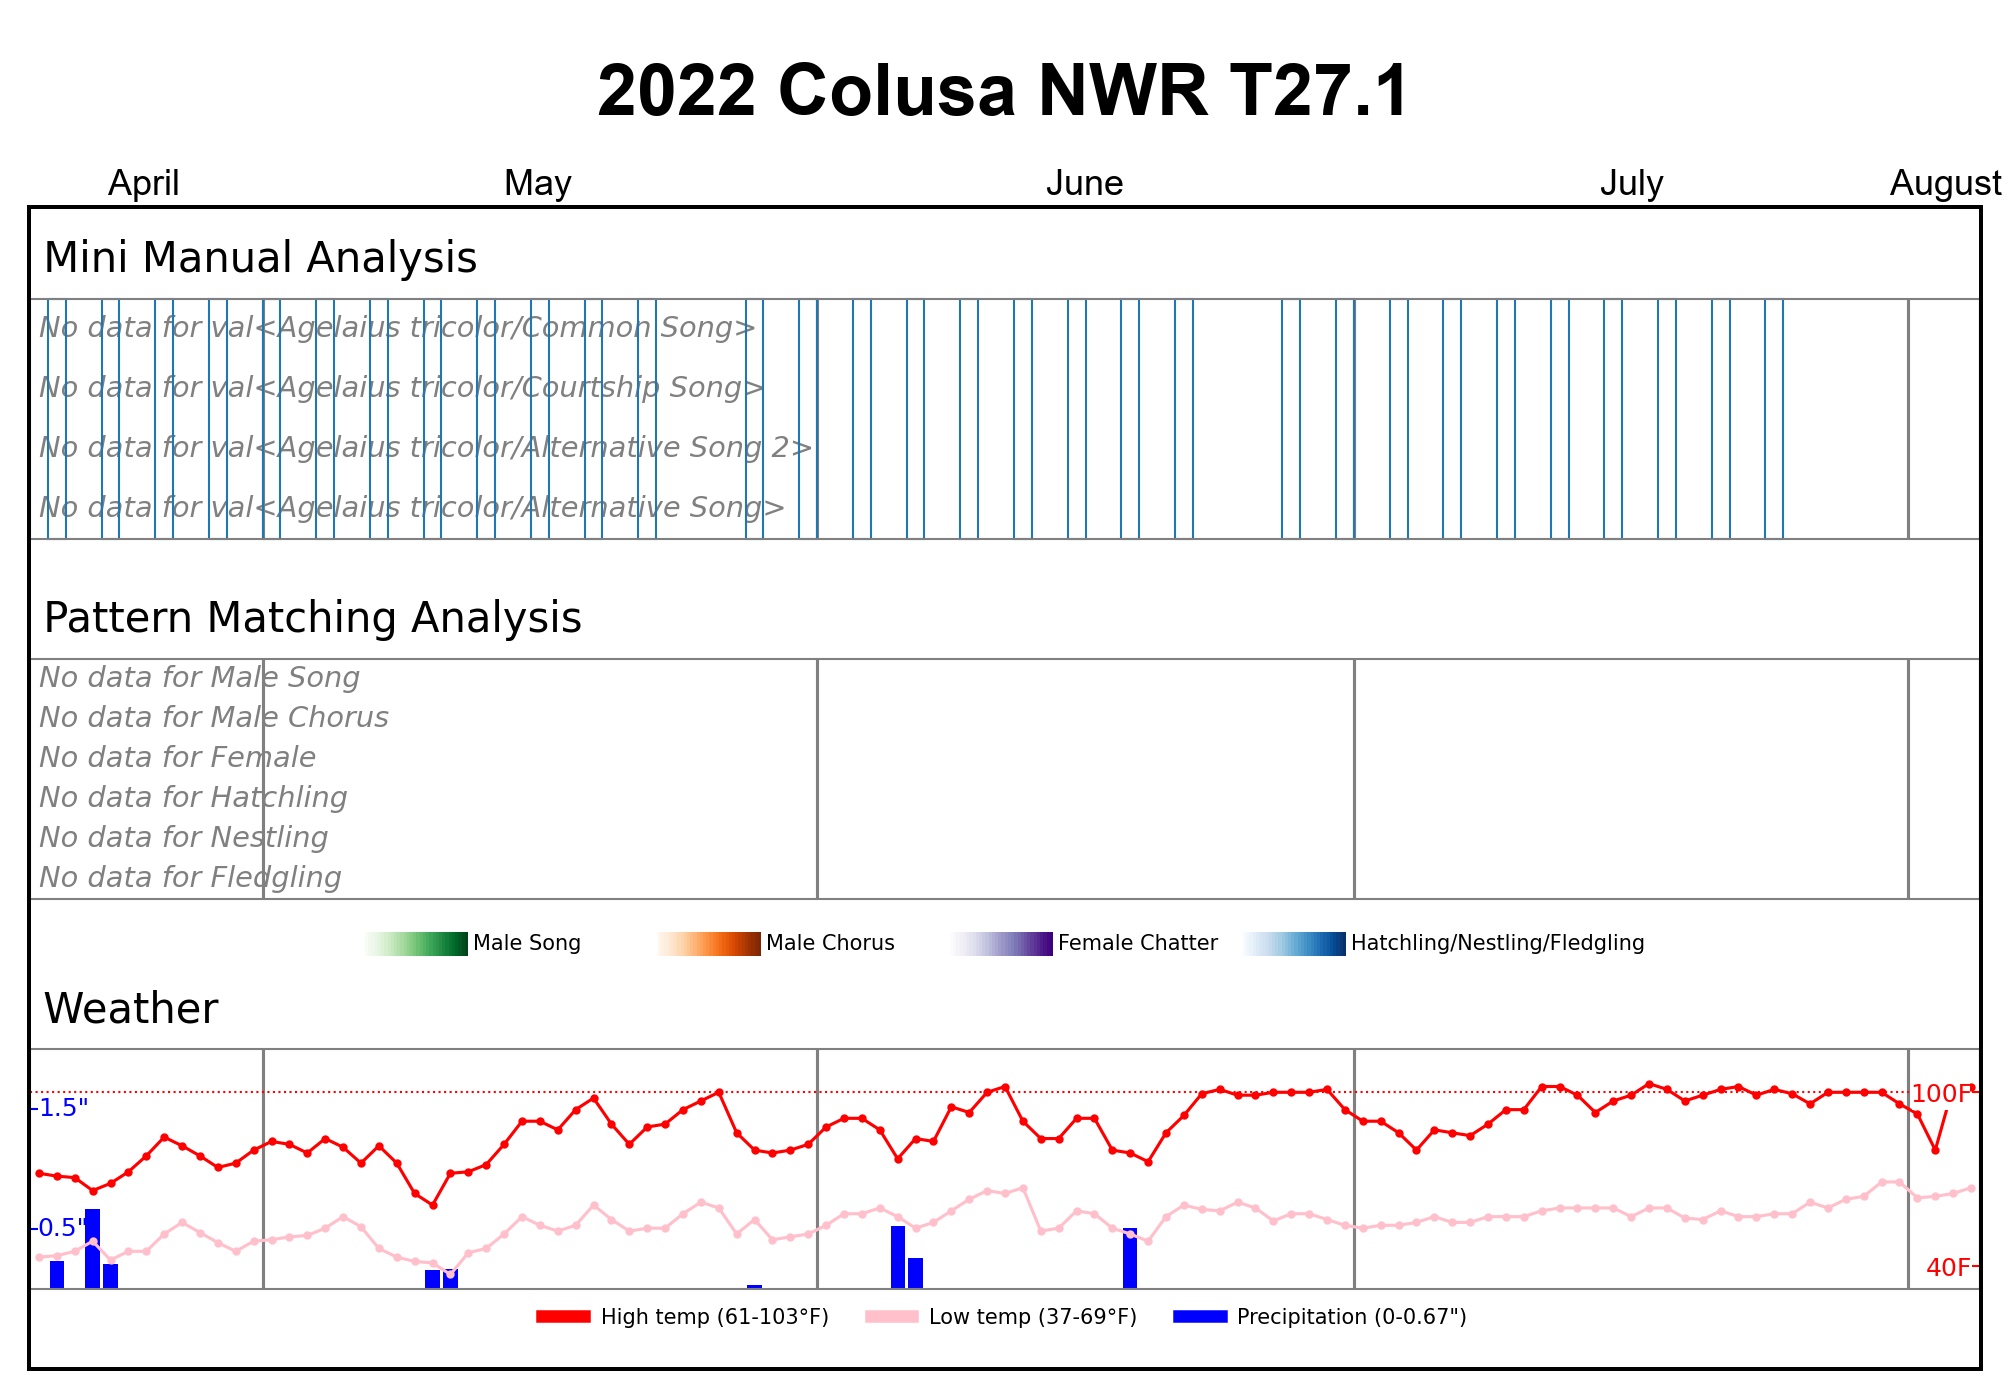 2022 Colusa NWR T27.1
April May June July August
Mini Manual Analysis
No data for val<Agelaius tricolor/Common Song>
No data for val<Agelaius tricolor/Courtship Song>
No data for val<Agelaius tricolor/Alternative Song 2>
No data for val<Agelaius tricolor/Alternative Song>
Pattern Matching Analysis
No data for Male Song
No data for Male Chorus
No data for Female
No data for Hatchling
No data for Nestling
No data for Fledgling
Male Song Male Chorus Female Chatter Hatchling/Nestling/Fledgling
Weather
1.5" 100F
0.5" 40F
High temp (61-103°F) Low temp (37-69°F) Precipitation (0-0.67")